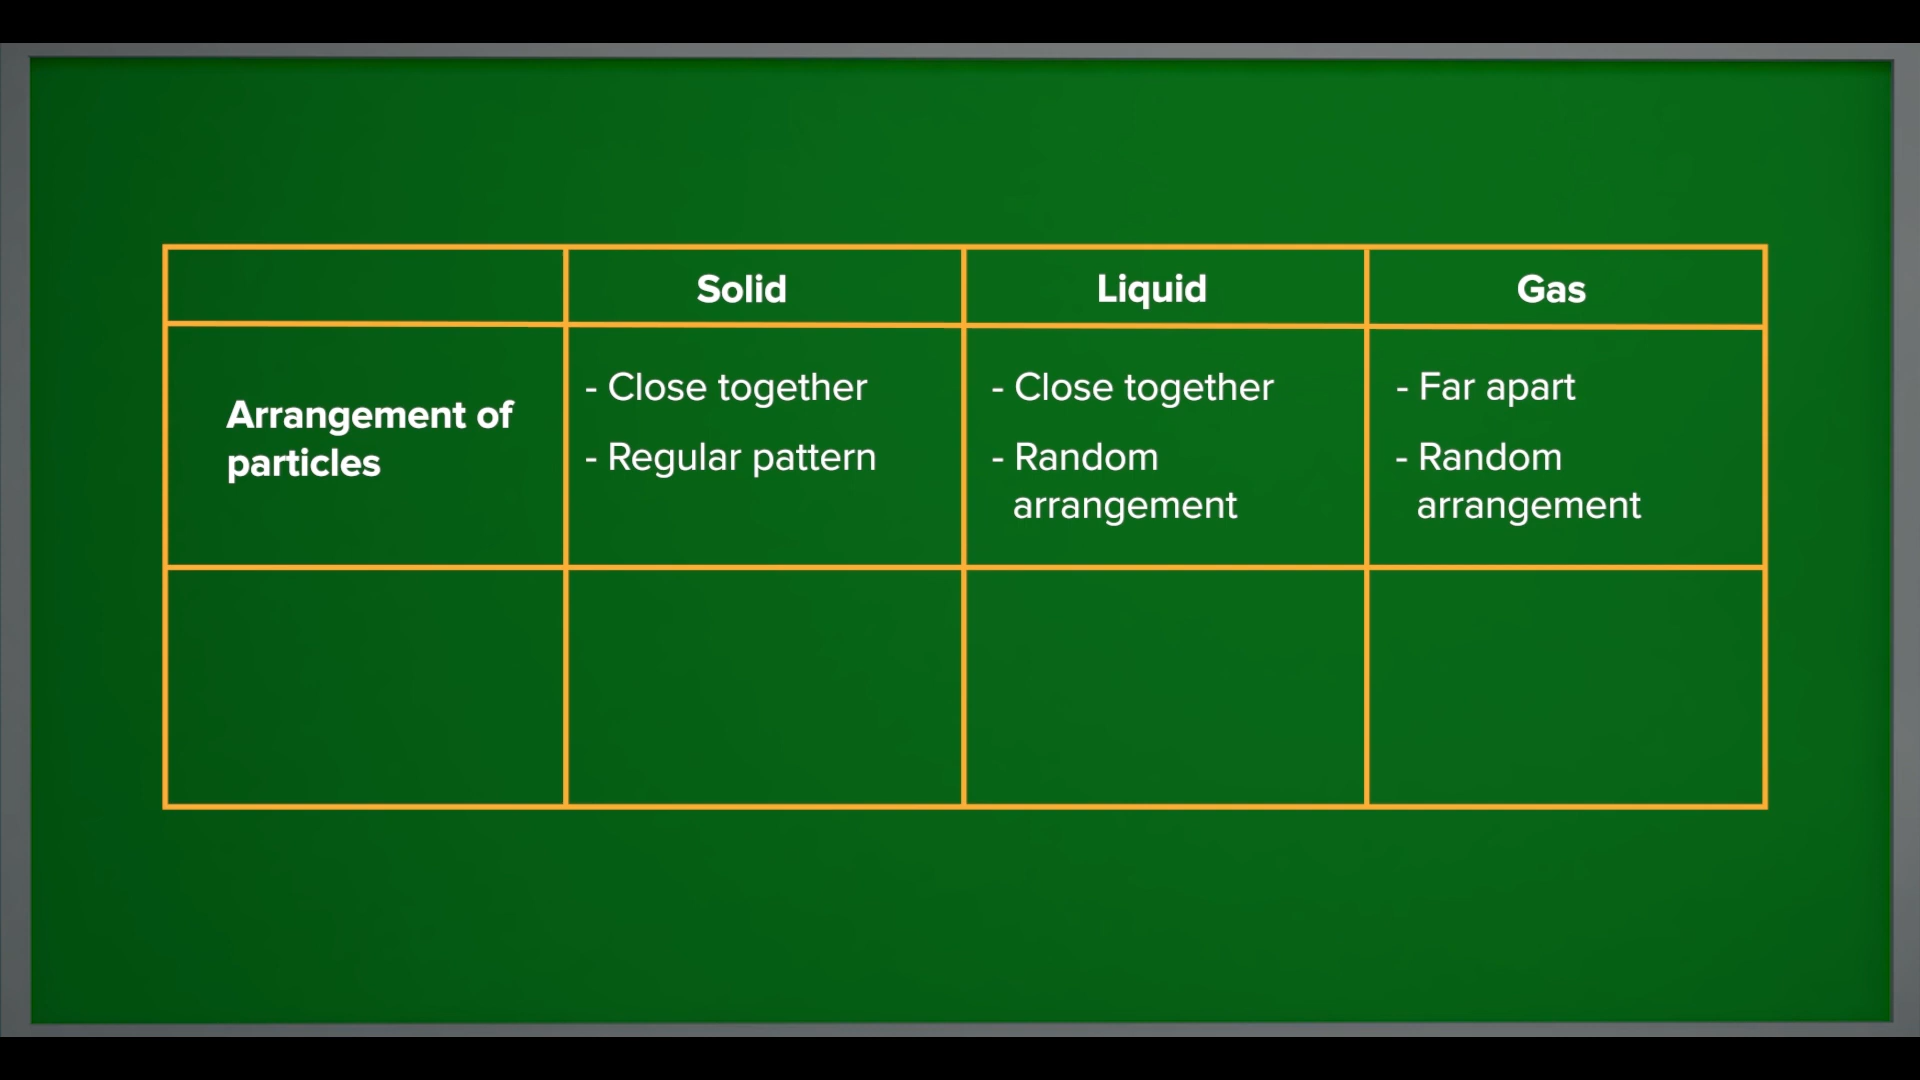 Solid
Liquid
Gas
Arrangement of
particles
- Close together
- Regular pattern
- Close together
- Random
arrangement
- Far apart
- Random
arrangement